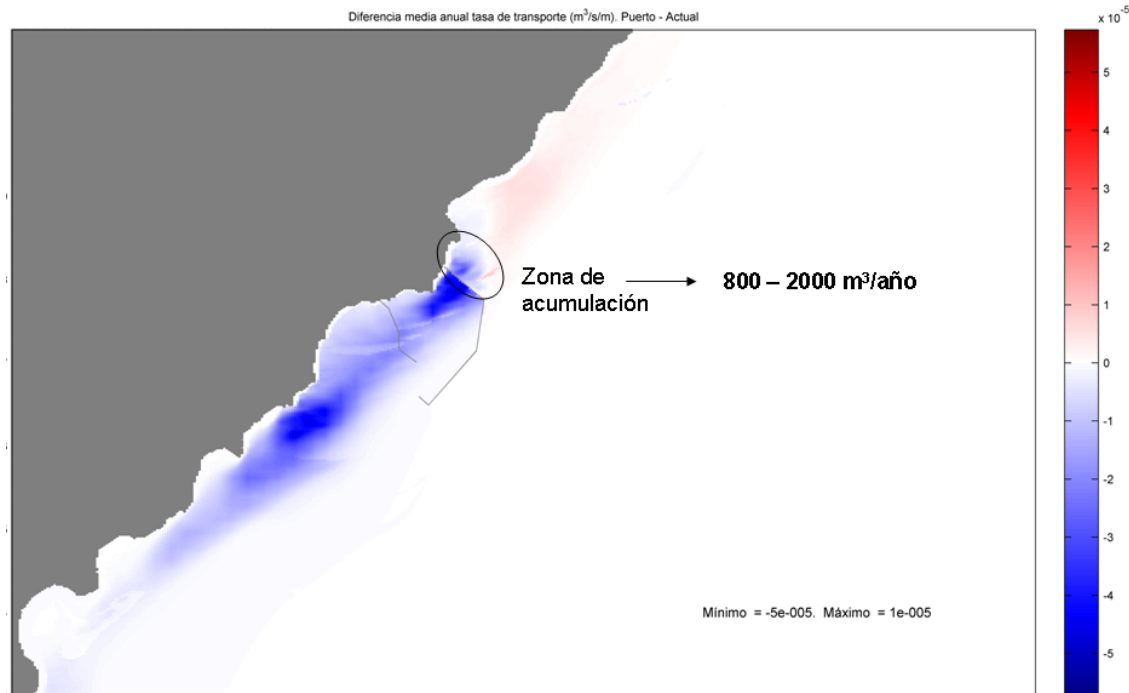 Diferencia media anual tasa de transporte (m³/s/m). Puerto - Actual
x 10⁻⁵
5
4
3
2
1
0
-1
-2
-3
-4
-5
Zona de
acumulación
800 – 2000 m³/año
Mínimo = -5e-005. Máximo = 1e-005